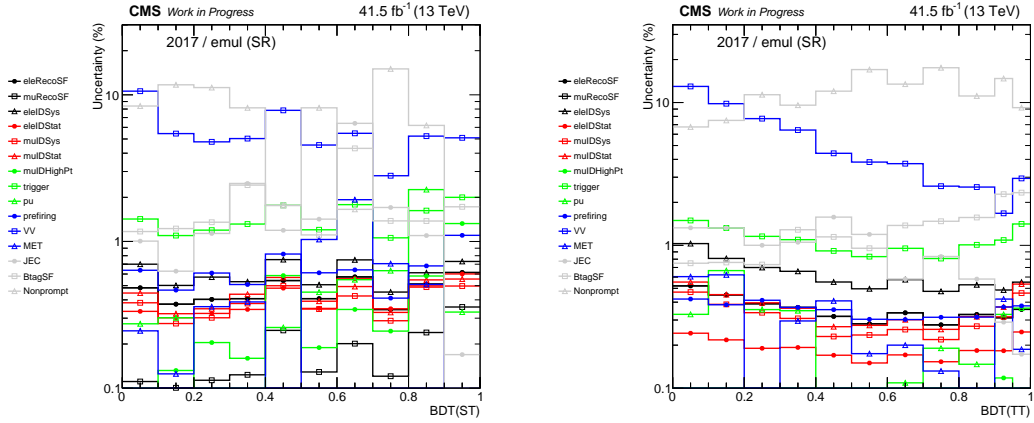 CMS Work in Progress 41.5 fb⁻¹ (13 TeV)
Uncertainty (%)
2017 / emul (SR)
10
1
0.1
eleRecoSF
muRecoSF
eleIDSys
eleIDStat
muIDSys
muIDStat
muIDHighPt
trigger
pu
prefiring
VV
MET
JEC
BtagSF
Nonprompt
0 0.2 0.4 0.6 0.8 1
BDT(ST)
CMS Work in Progress 41.5 fb⁻¹ (13 TeV)
Uncertainty (%)
2017 / emul (SR)
10
1
0.1
eleRecoSF
muRecoSF
eleIDSys
eleIDStat
muIDSys
muIDStat
muIDHighPt
trigger
pu
prefiring
VV
MET
JEC
BtagSF
Nonprompt
0 0.2 0.4 0.6 0.8 1
BDT(TT)